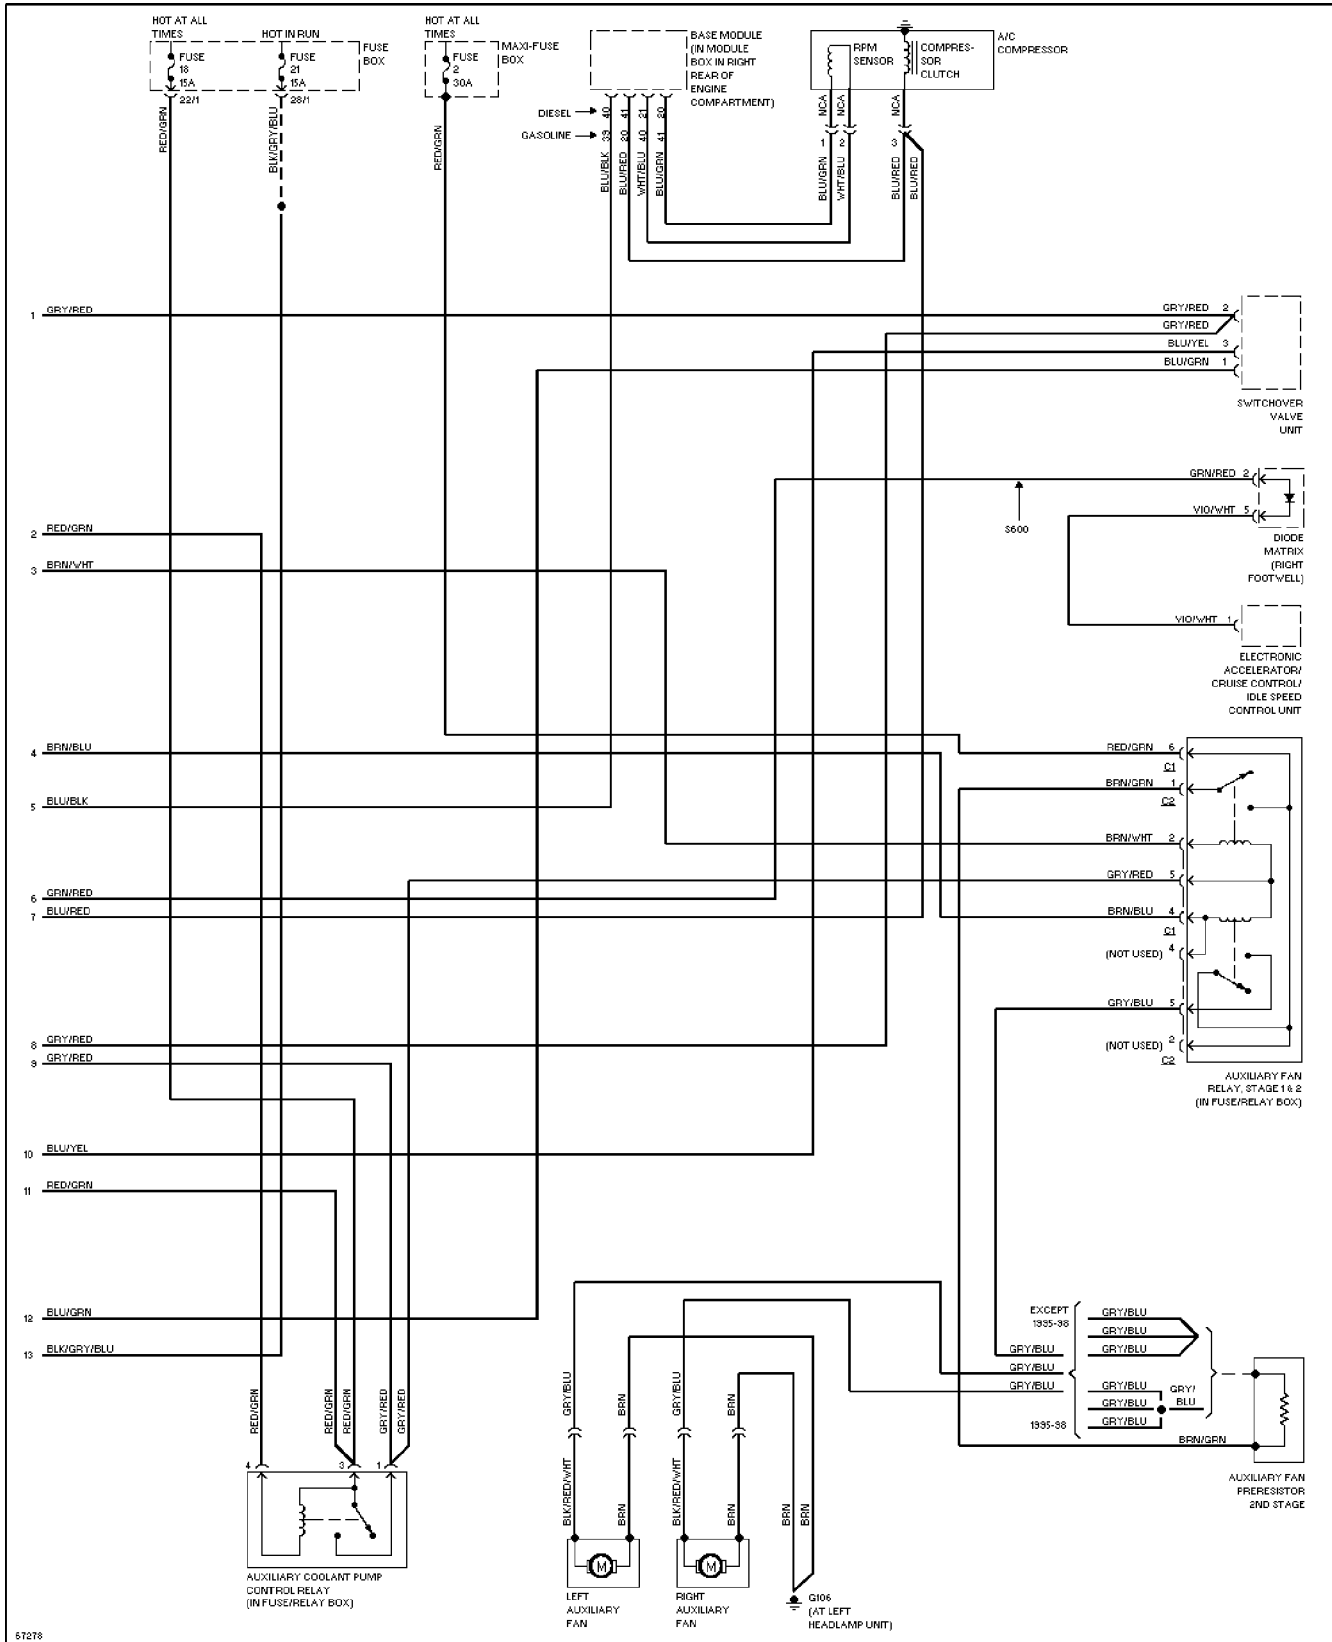 HOT AT ALL
TIMES
HOT IN RUN
FUSE
18
15A
FUSE
21
15A
FUSE
BOX
22/1
28/1
RED/GRN
BLK/GRY/BLU
HOT AT ALL
TIMES
FUSE
2
30A
MAXI-FUSE
BOX
RED/GRN
BASE MODULE
(IN MODULE
BOX IN RIGHT
REAR OF
ENGINE
COMPARTMENT)
DIESEL
40 41 21 20
GASOLINE
39 20 40 41
BLU/BLK
BLU/RED
WHT/BLU
BLU/GRN
RPM
SENSOR
COMPRES-
SOR
CLUTCH
A/C
COMPRESSOR
NCA
NCA
NCA
1 2 3
BLU/GRN
WHT/BLU
BLU/RED
BLU/RED
1 GRY/RED
GRY/RED 2
GRY/RED
BLU/YEL 3
BLU/GRN 1
SWITCHOVER
VALVE
UNIT
GRN/RED 2
S600
VIO/WHT 5
DIODE
MATRIX
(RIGHT
FOOTWELL)
2 RED/GRN
3 BRN/WHT
VIO/WHT 1
ELECTRONIC
ACCELERATOR/
CRUISE CONTROL/
IDLE SPEED
CONTROL UNIT
4 BRN/BLU
5 BLU/BLK
6 GRN/RED
7 BLU/RED
8 GRY/RED
9 GRY/RED
10 BLU/YEL
11 RED/GRN
12 BLU/GRN
13 BLK/GRY/BLU
RED/GRN 6
C1
BRN/GRN 1
C2
BRN/WHT 2
GRY/RED 5
BRN/BLU 4
C1
(NOT USED) 4
GRY/BLU 5
(NOT USED) 2
C2
AUXILIARY FAN
RELAY, STAGE 1 & 2
(IN FUSE/RELAY BOX)
EXCEPT
1995-98
GRY/BLU
GRY/BLU
GRY/BLU
GRY/BLU
GRY/BLU
GRY/BLU
GRY/BLU
GRY/BLU
GRY/BLU
GRY/
BLU
1995-98
BRN/GRN
AUXILIARY FAN
PRERESISTOR
2ND STAGE
RED/GRN
RED/GRN
RED/GRN
GRY/RED
GRY/RED
4 3 1
AUXILIARY COOLANT PUMP
CONTROL RELAY
(IN FUSE/RELAY BOX)
GRY/BLU
BRN
GRY/BLU
BRN
BLK/RED/WHT
BRN
BLK/RED/WHT
BRN
BRN
BRN
M
M
LEFT
AUXILIARY
FAN
RIGHT
AUXILIARY
FAN
G106
(AT LEFT
HEADLAMP UNIT)
67278